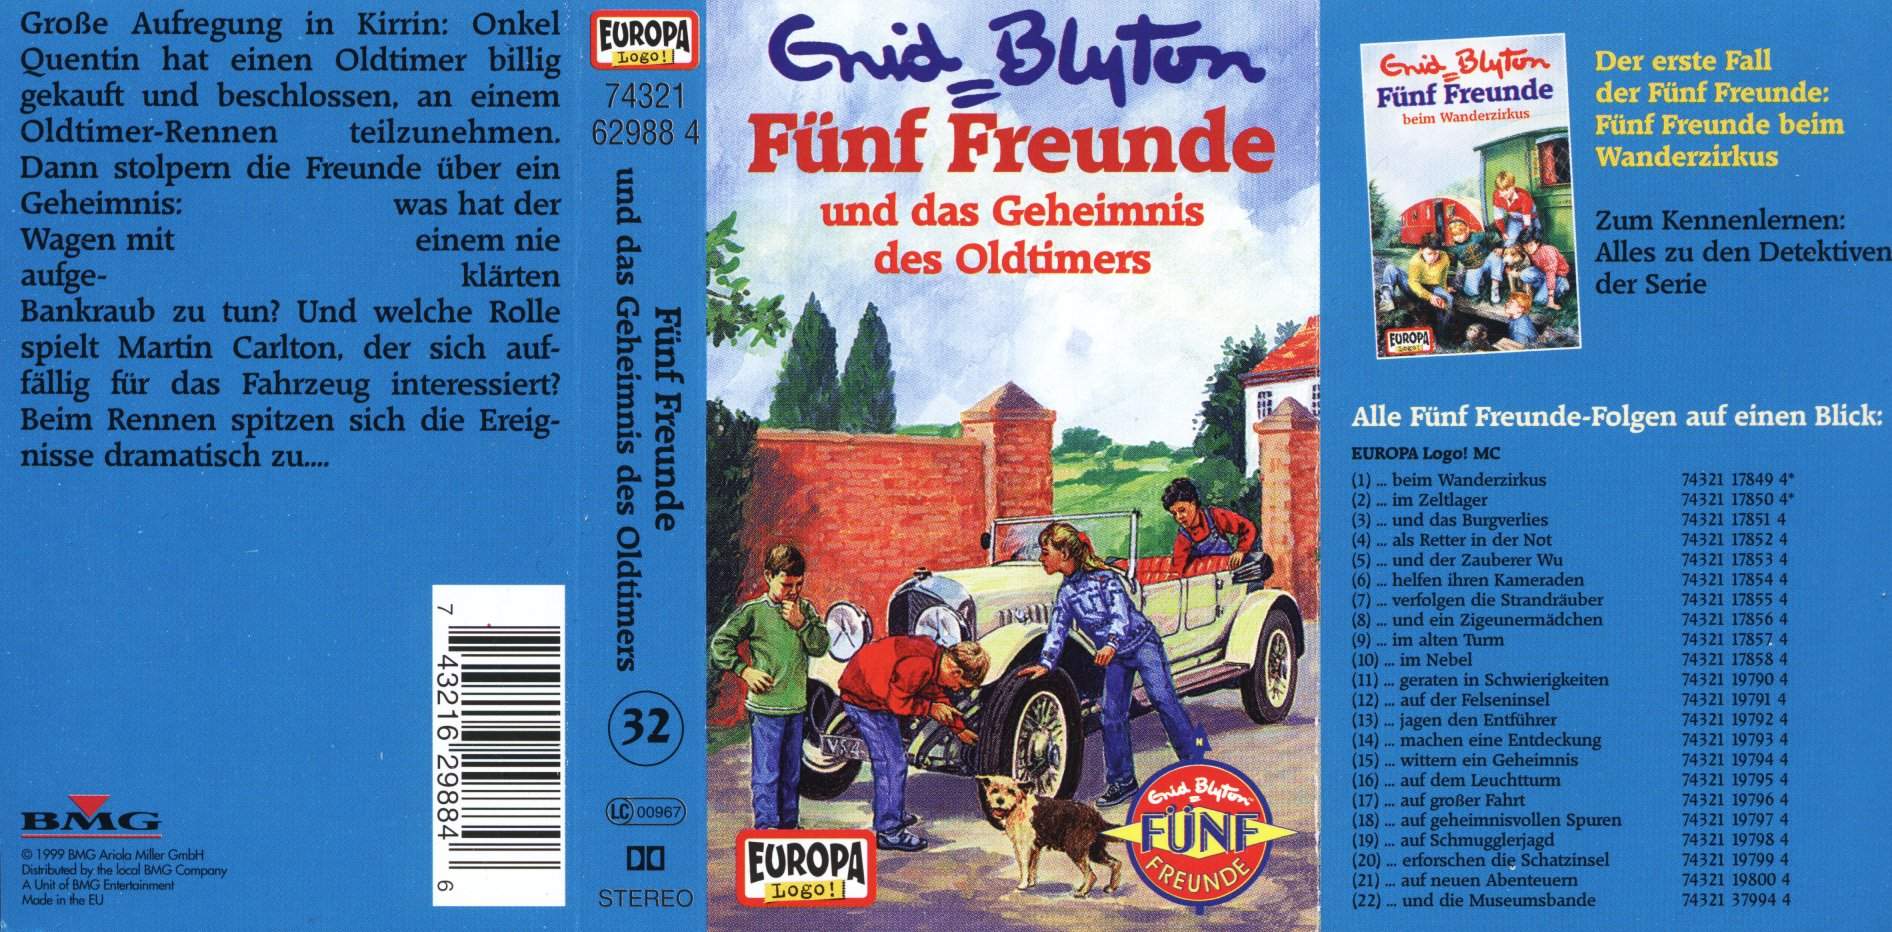 Große Aufregung in Kirrin: Onkel
Quentin hat einen Oldtimer billig
gekauft und beschlossen, an einem
Oldtimer-Rennen teilzunehmen.
Dann stolpern die Freunde über ein
Geheimnis: was hat der
Wagen mit einem nie
aufge- klärten
Bankraub zu tun? Und welche Rolle
spielt Martin Carlton, der sich auf-
fällig für das Fahrzeug interessiert?
Beim Rennen spitzen sich die Ereig-
nisse dramatisch zu....
7 43216 29884 6
BMG
© 1999 BMG Ariola Miller GmbH
Distributed by the local BMG Company
A Unit of BMG Entertainment
Made in the EU
EUROPA
Logo!
74321
62988 4
Fünf Freunde
und das Geheimnis des Oldtimers
32
LC 00967
STEREO
Enid Blyton
Fünf Freunde
und das Geheimnis
des Oldtimers
VS4
EUROPA
Logo!
N
Enid Blyton
FÜNF
FREUNDE
Enid Blyton
Fünf Freunde
beim Wanderzirkus
EUROPA
Logo!
Der erste Fall
der Fünf Freunde:
Fünf Freunde beim
Wanderzirkus
Zum Kennenlernen:
Alles zu den Detektiven
der Serie
Alle Fünf Freunde-Folgen auf einen Blick:
EUROPA Logo! MC
(1) ... beim Wanderzirkus 74321 17849 4*
(2) ... im Zeltlager 74321 17850 4*
(3) ... und das Burgverlies 74321 17851 4
(4) ... als Retter in der Not 74321 17852 4
(5) ... und der Zauberer Wu 74321 17853 4
(6) ... helfen ihren Kameraden 74321 17854 4
(7) ... verfolgen die Strandräuber 74321 17855 4
(8) ... und ein Zigeunermädchen 74321 17856 4
(9) ... im alten Turm 74321 17857 4
(10) ... im Nebel 74321 17858 4
(11) ... geraten in Schwierigkeiten 74321 19790 4
(12) ... auf der Felseninsel 74321 19791 4
(13) ... jagen den Entführer 74321 19792 4
(14) ... machen eine Entdeckung 74321 19793 4
(15) ... wittern ein Geheimnis 74321 19794 4
(16) ... auf dem Leuchtturm 74321 19795 4
(17) ... auf großer Fahrt 74321 19796 4
(18) ... auf geheimnisvollen Spuren 74321 19797 4
(19) ... auf Schmugglerjagd 74321 19798 4
(20) ... erforschen die Schatzinsel 74321 19799 4
(21) ... auf neuen Abenteuern 74321 19800 4
(22) ... und die Museumsbande 74321 37994 4